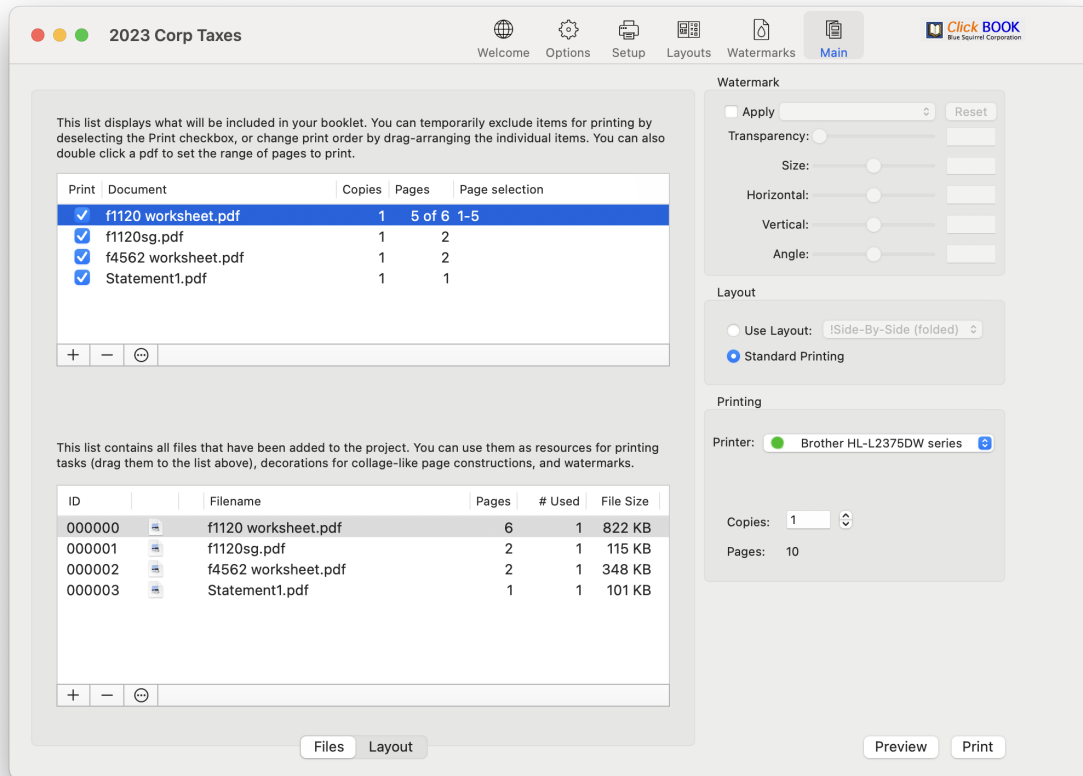 2023 Corp Taxes
Welcome Options Setup Layouts Watermarks Main
Click BOOK
Blue Squirrel Corporation
This list displays what will be included in your booklet. You can temporarily exclude items for printing by
deselecting the Print checkbox, or change print order by drag-arranging the individual items. You can also
double click a pdf to set the range of pages to print.
Print Document Copies Pages Page selection
f1120 worksheet.pdf 1 5 of 6 1-5
f1120sg.pdf 1 2
f4562 worksheet.pdf 1 2
Statement1.pdf 1 1
This list contains all files that have been added to the project. You can use them as resources for printing
tasks (drag them to the list above), decorations for collage-like page constructions, and watermarks.
ID Filename Pages # Used File Size
000000 f1120 worksheet.pdf 6 1 822 KB
000001 f1120sg.pdf 2 1 115 KB
000002 f4562 worksheet.pdf 2 1 348 KB
000003 Statement1.pdf 1 1 101 KB
Files Layout
Watermark
Apply Reset
Transparency:
Size:
Horizontal:
Vertical:
Angle:
Layout
Use Layout: !Side-By-Side (folded)
Standard Printing
Printing
Printer: Brother HL-L2375DW series
Copies: 1
Pages: 10
Preview Print